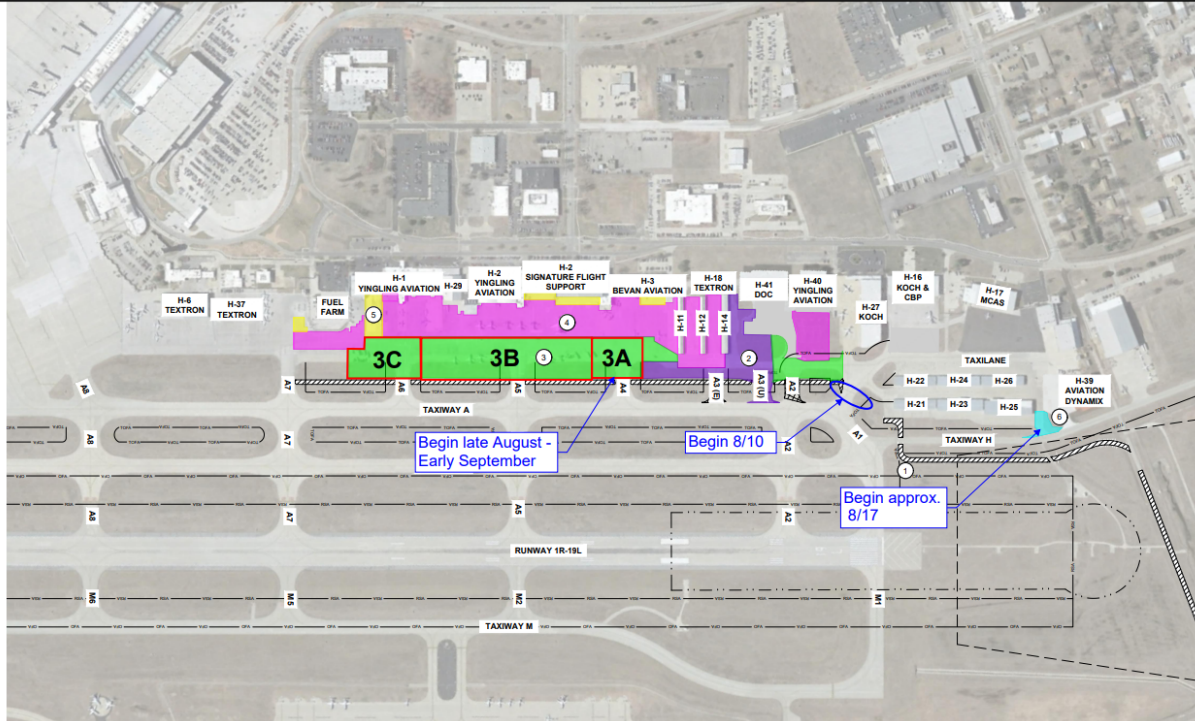 H-1
YINGLING AVIATION
H-29
H-2
YINGLING
AVIATION
H-2
SIGNATURE FLIGHT
SUPPORT
H-3
BEVAN AVIATION
H-18
TEXTRON
H-41
DOC
H-40
YINGLING
AVIATION
H-16
KOCH &
CBP
H-17
MCAS
H-6
TEXTRON
H-37
TEXTRON
FUEL
FARM
H-27
KOCH
5
4
H-11
H-12
H-14
3C
3B
3
3A
2
TAXILANE
A8
A7
A6
A5
A4
A3 (E)
A3 (U)
A2
H-22
H-24
H-26
H-39
AVIATION
DYNAMIX
H-21
H-23
H-25
6
TAXIWAY A
A8
A7
A2
A1
TAXIWAY H
Begin late August -
Early September
Begin 8/10
1
Begin approx.
8/17
A8
A7
A5
A2
RUNWAY 1R-19L
M6
M5
M2
M1
TAXIWAY M